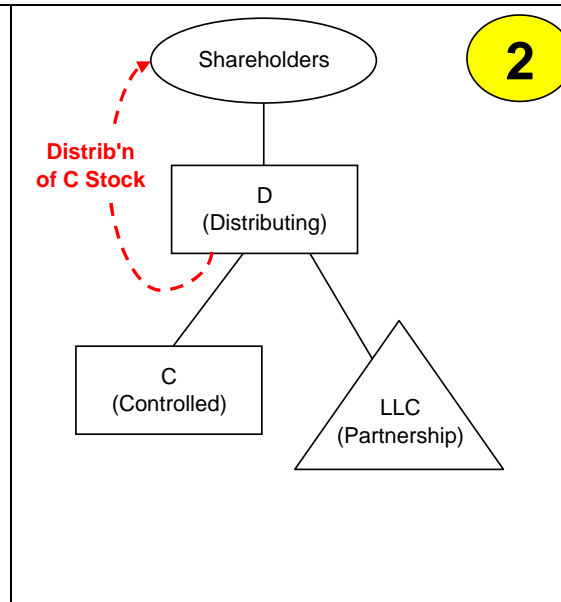 Shareholders
2
Distrib'n
of C Stock
D
(Distributing)
C
(Controlled)
LLC
(Partnership)